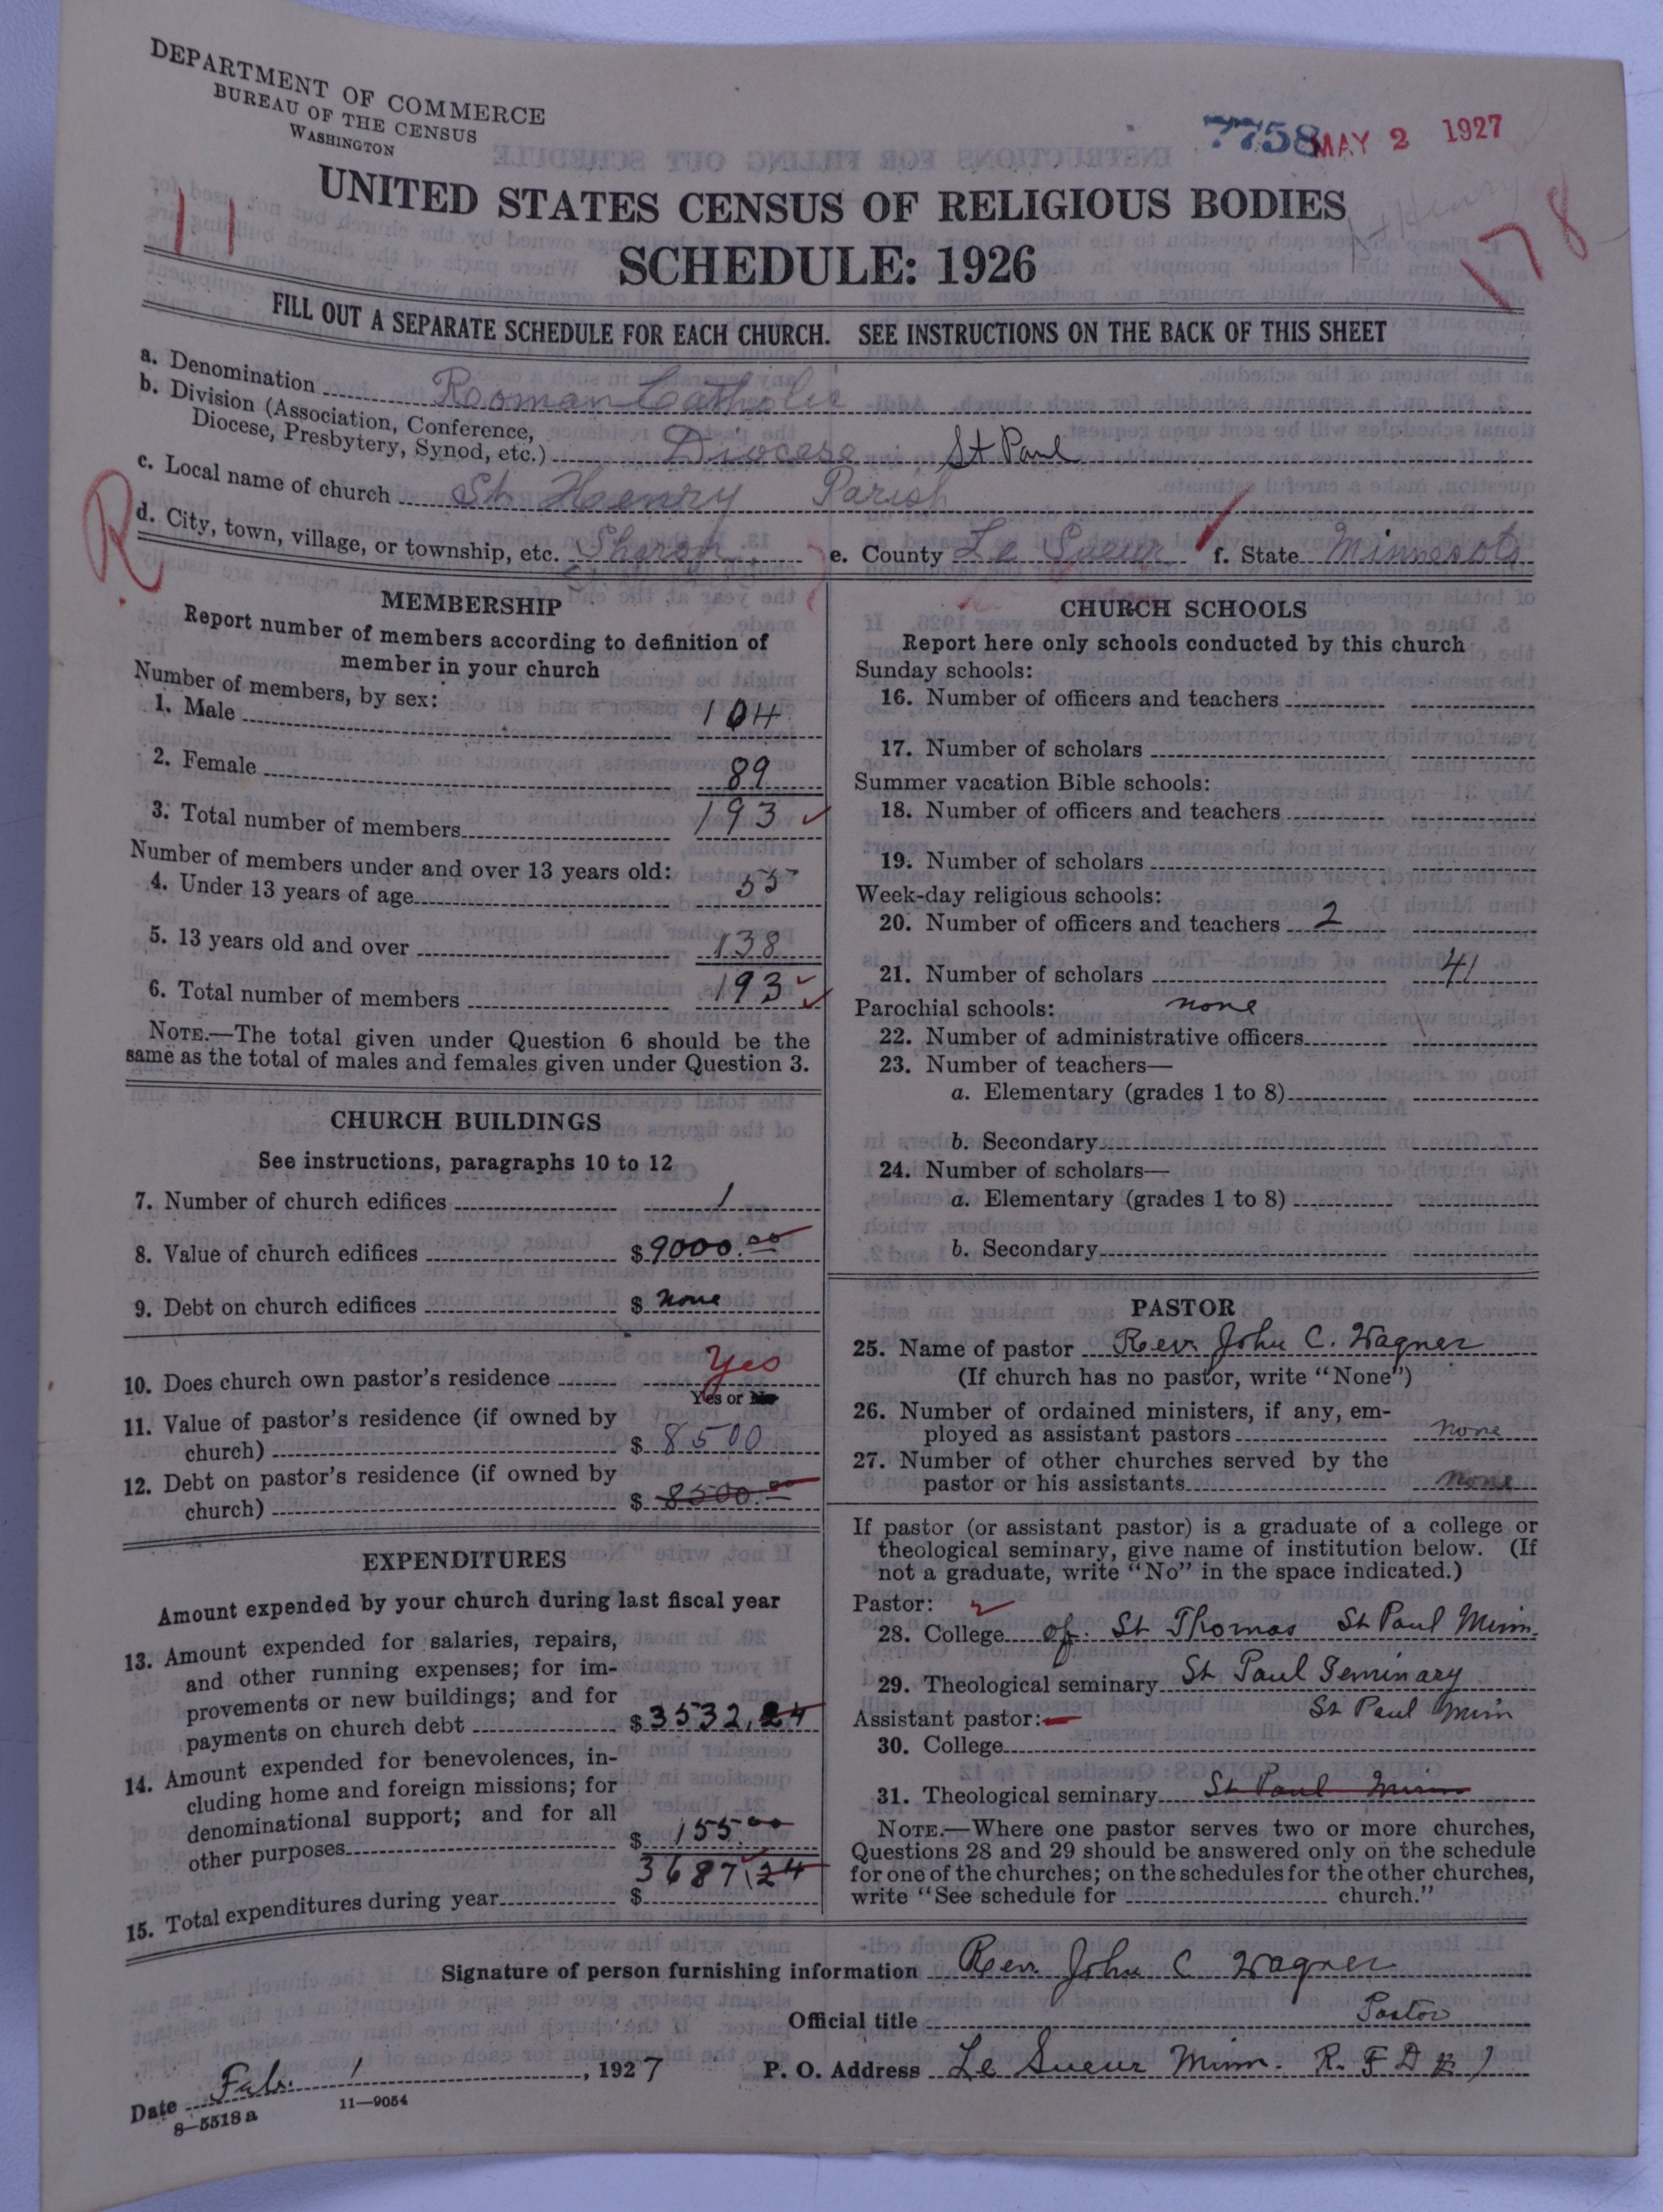 DEPARTMENT OF COMMERCE
BUREAU OF THE CENSUS
WASHINGTON
7758 MAY 2 1927
UNITED STATES CENSUS OF RELIGIOUS BODIES
St Henry
11
178
SCHEDULE: 1926
FILL OUT A SEPARATE SCHEDULE FOR EACH CHURCH. SEE INSTRUCTIONS ON THE BACK OF THIS SHEET
a. Denomination Rooman Catholic
b. Division (Association, Conference,
Diocese, Presbytery, Synod, etc.) Diocese St Paul
c. Local name of church St. Henry Parish
R
d. City, town, village, or township, etc. Sharon e. County Le Sueur f. State Minnesota
MEMBERSHIP
Report number of members according to definition of
member in your church
Number of members, by sex:
1. Male 104
2. Female 89
3. Total number of members 193
Number of members under and over 13 years old:
4. Under 13 years of age 55
5. 13 years old and over 138
6. Total number of members 193
NOTE.—The total given under Question 6 should be the
same as the total of males and females given under Question 3.
CHURCH BUILDINGS
See instructions, paragraphs 10 to 12
7. Number of church edifices 1
8. Value of church edifices $ 9000.00
9. Debt on church edifices $ none
10. Does church own pastor's residence Yes
Yes or No
11. Value of pastor's residence (if owned by
church) $ 8500
12. Debt on pastor's residence (if owned by
church) $ 8500.00
EXPENDITURES
Amount expended by your church during last fiscal year
13. Amount expended for salaries, repairs,
and other running expenses; for im-
provements or new buildings; and for
payments on church debt $ 3532,24
14. Amount expended for benevolences, in-
cluding home and foreign missions; for
denominational support; and for all
other purposes $ 155.00
3687 24
15. Total expenditures during year $
CHURCH SCHOOLS
Report here only schools conducted by this church
Sunday schools:
16. Number of officers and teachers
17. Number of scholars
Summer vacation Bible schools:
18. Number of officers and teachers
19. Number of scholars
Week-day religious schools:
20. Number of officers and teachers 2
21. Number of scholars 41
Parochial schools: none
22. Number of administrative officers
23. Number of teachers—
a. Elementary (grades 1 to 8)
b. Secondary
24. Number of scholars—
a. Elementary (grades 1 to 8)
b. Secondary
PASTOR
25. Name of pastor Rev. John C. Wagner
(If church has no pastor, write "None")
26. Number of ordained ministers, if any, em-
ployed as assistant pastors none
27. Number of other churches served by the
pastor or his assistants none
If pastor (or assistant pastor) is a graduate of a college or
theological seminary, give name of institution below. (If
not a graduate, write "No" in the space indicated.)
Pastor:
28. College of St Thomas St Paul Minn.
29. Theological seminary St Paul Seminary
St Paul Minn
Assistant pastor:
30. College
31. Theological seminary St Paul Minn
NOTE.—Where one pastor serves two or more churches,
Questions 28 and 29 should be answered only on the schedule
for one of the churches; on the schedules for the other churches,
write "See schedule for church."
Signature of person furnishing information Rev. John C Wagner
Official title Pastor
Date Feb. 1, 1927 P. O. Address Le Sueur Minn. R. F D # 1
8—5518 a 11—9054